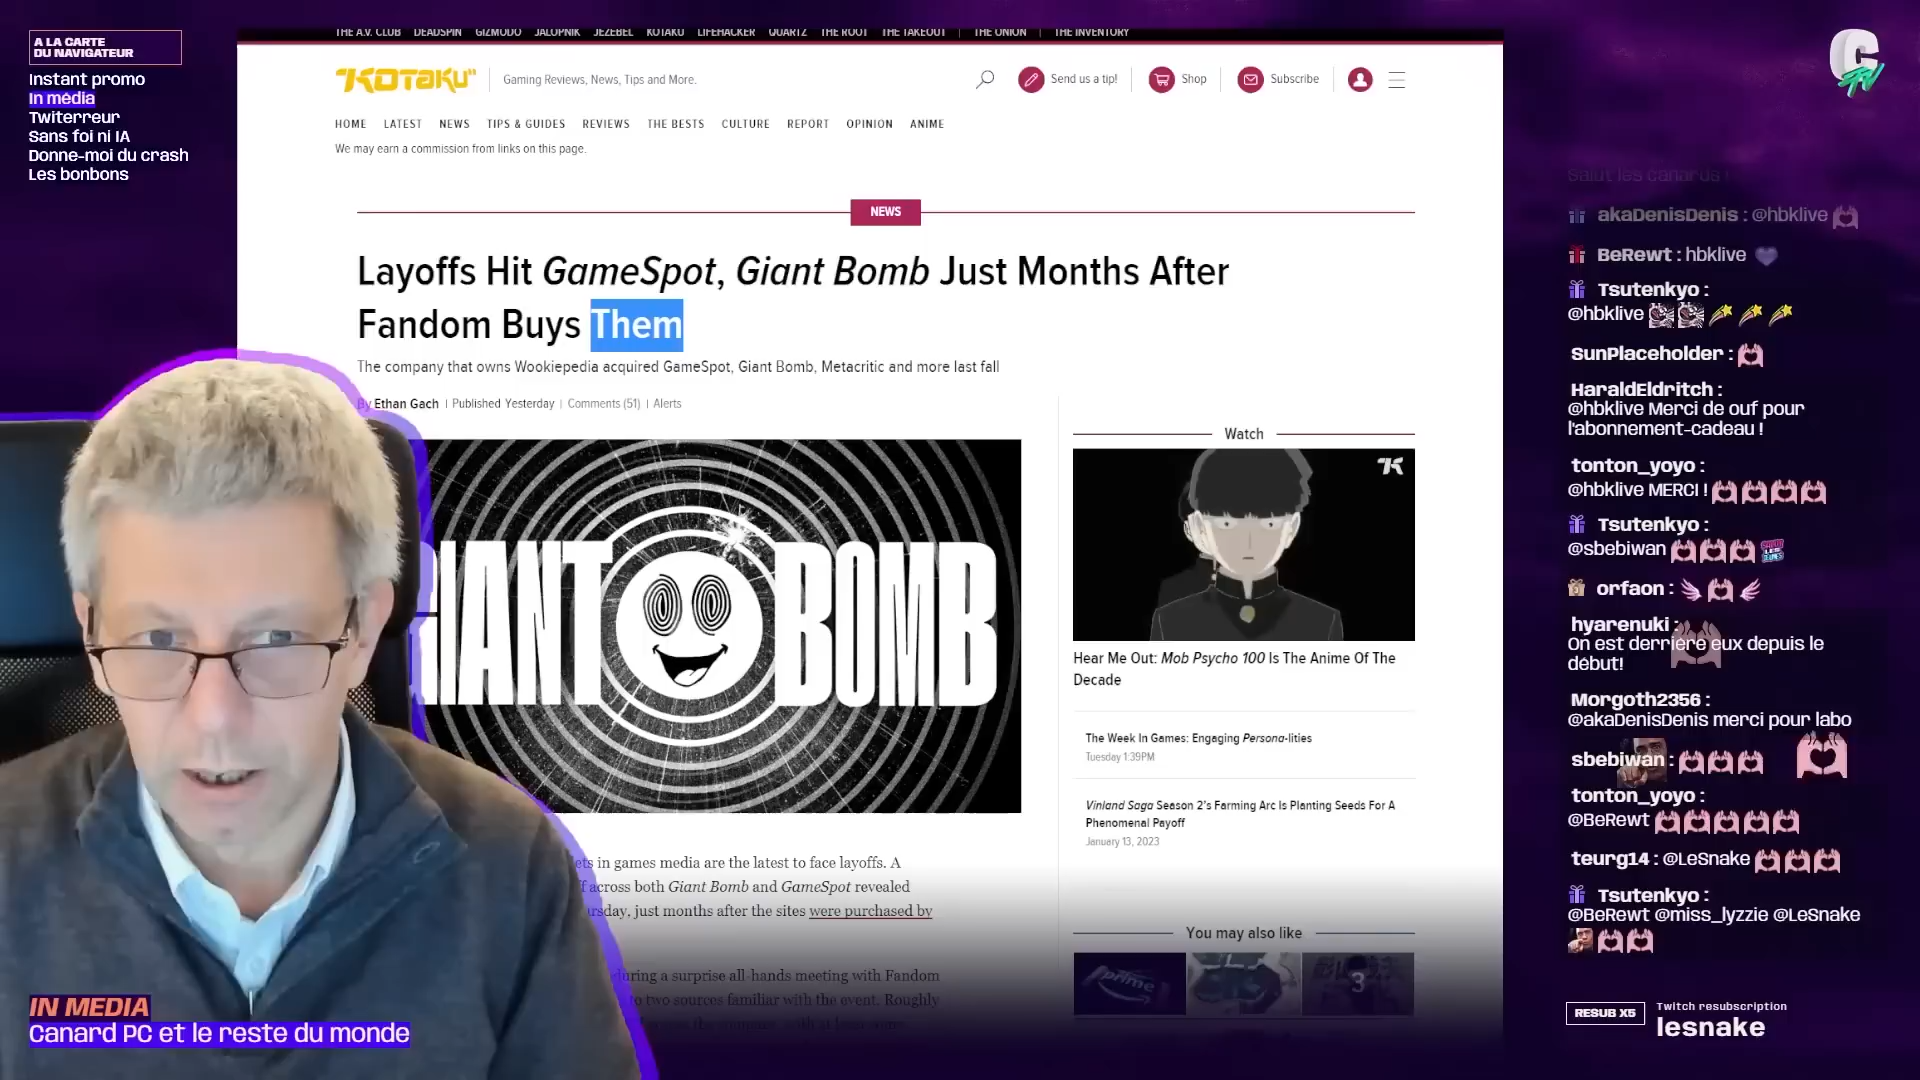 A LA CARTE
DU NAVIGATEUR
Instant promo
In média
Twiterreur
Sans foi ni IA
Donne-moi du crash
Les bonbons
THE A.V. CLUB DEADSPIN GIZMODO JALOPNIK JEZEBEL KOTAKU LIFEHACKER QUARTZ THE ROOT THE TAKEOUT | THE ONION | THE INVENTORY
"KOTAKU"
Gaming Reviews, News, Tips and More.
Send us a tip!
Shop
Subscribe
HOME LATEST NEWS TIPS & GUIDES REVIEWS THE BESTS CULTURE REPORT OPINION ANIME
We may earn a commission from links on this page.
NEWS
Layoffs Hit GameSpot, Giant Bomb Just Months After
Fandom Buys Them
The company that owns Wookiepedia acquired GameSpot, Giant Bomb, Metacritic and more last fall
By Ethan Gach | Published Yesterday | Comments (51) | Alerts
GIANT BOMB
ets in games media are the latest to face layoffs. A
across both Giant Bomb and GameSpot revealed
just months after the sites were purchased by
during a surprise all-hands meeting with Fandom
to two sources familiar with the event. Roughly
Watch
Hear Me Out: Mob Psycho 100 Is The Anime Of The
Decade
The Week In Games: Engaging Persona-lities
Tuesday 1:39PM
Vinland Saga Season 2's Farming Arc Is Planting Seeds For A
Phenomenal Payoff
January 13, 2023
You may also like
prime
3
C
TV
Salut les canards !
akaDenisDenis : @hbklive
BeRewt : hbklive
Tsutenkyo :
@hbklive
SunPlaceholder :
HaraldEldritch :
@hbklive Merci de ouf pour
l'abonnement-cadeau !
tonton_yoyo :
@hbklive MERCI !
Tsutenkyo :
@sbebiwan
orfaon :
hyarenuki :
On est derrière eux depuis le
début!
Morgoth2356 :
@akaDenisDenis merci pour labo
sbebiwan :
tonton_yoyo :
@BeRewt
teurg14 : @LeSnake
Tsutenkyo :
@BeRewt @miss_lyzzie @LeSnake
RESUB X5
Twitch resubscription
lesnake
IN MEDIA
Canard PC et le reste du monde